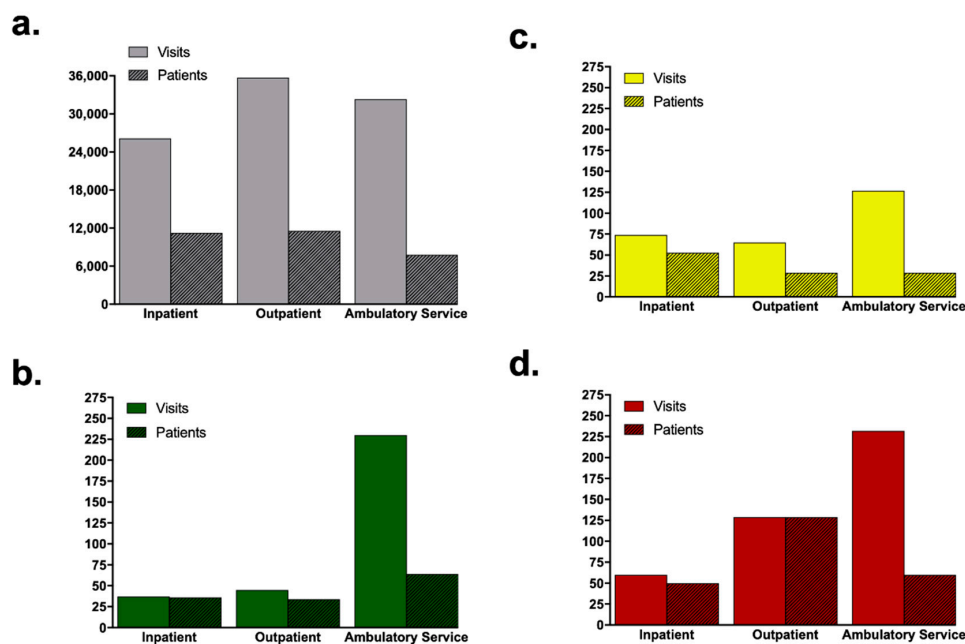 a.
Visits
Patients
36,000
30,000
24,000
18,000
12,000
6,000
0
Inpatient Outpatient Ambulatory Service
b.
Visits
Patients
275
250
225
200
175
150
125
100
75
50
25
0
Inpatient Outpatient Ambulatory Service
c.
Visits
Patients
275
250
225
200
175
150
125
100
75
50
25
0
Inpatient Outpatient Ambulatory Service
d.
Visits
Patients
275
250
225
200
175
150
125
100
75
50
25
0
Inpatient Outpatient Ambulatory Service